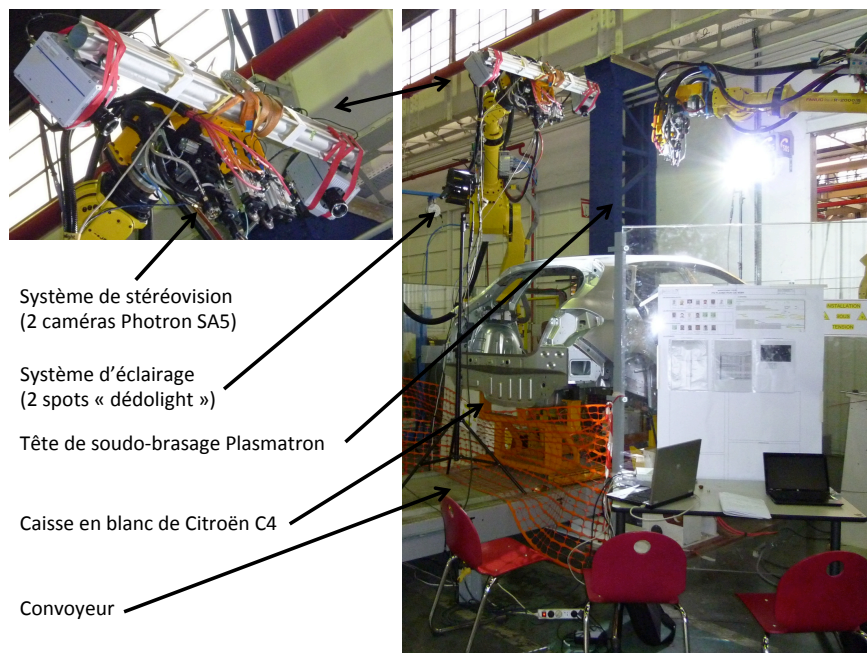 Système de stéréovision
(2 caméras Photron SA5)
Système d'éclairage
(2 spots « dédolight »)
Tête de soudo-brasage Plasmatron
Caisse en blanc de Citroën C4
Convoyeur
INSTALLATION
SOUS
TENSION